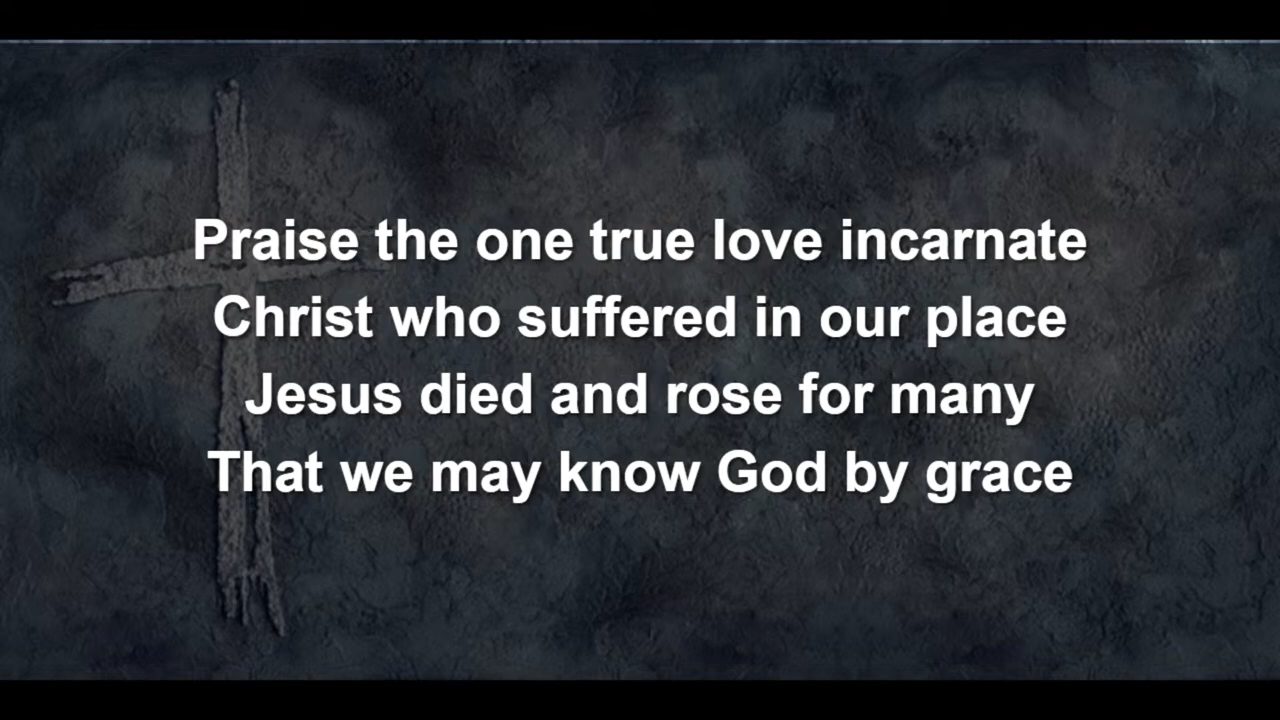 Praise the one true love incarnate
Christ who suffered in our place
Jesus died and rose for many
That we may know God by grace